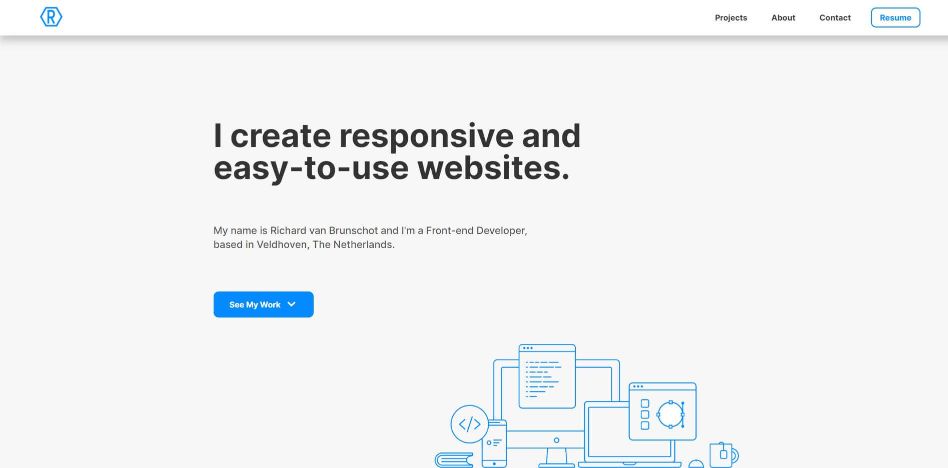 R
Projects
About
Contact
Resume
I create responsive and
easy-to-use websites.
My name is Richard van Brunschot and I'm a Front-end Developer,
based in Veldhoven, The Netherlands.
See My Work
</>